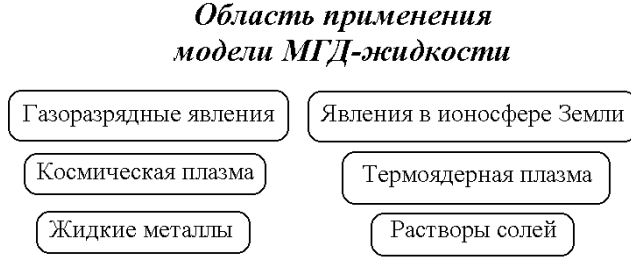 Область применения
модели МГД-жидкости
Газоразрядные явления
Явления в ионосфере Земли
Космическая плазма
Термоядерная плазма
Жидкие металлы
Растворы солей